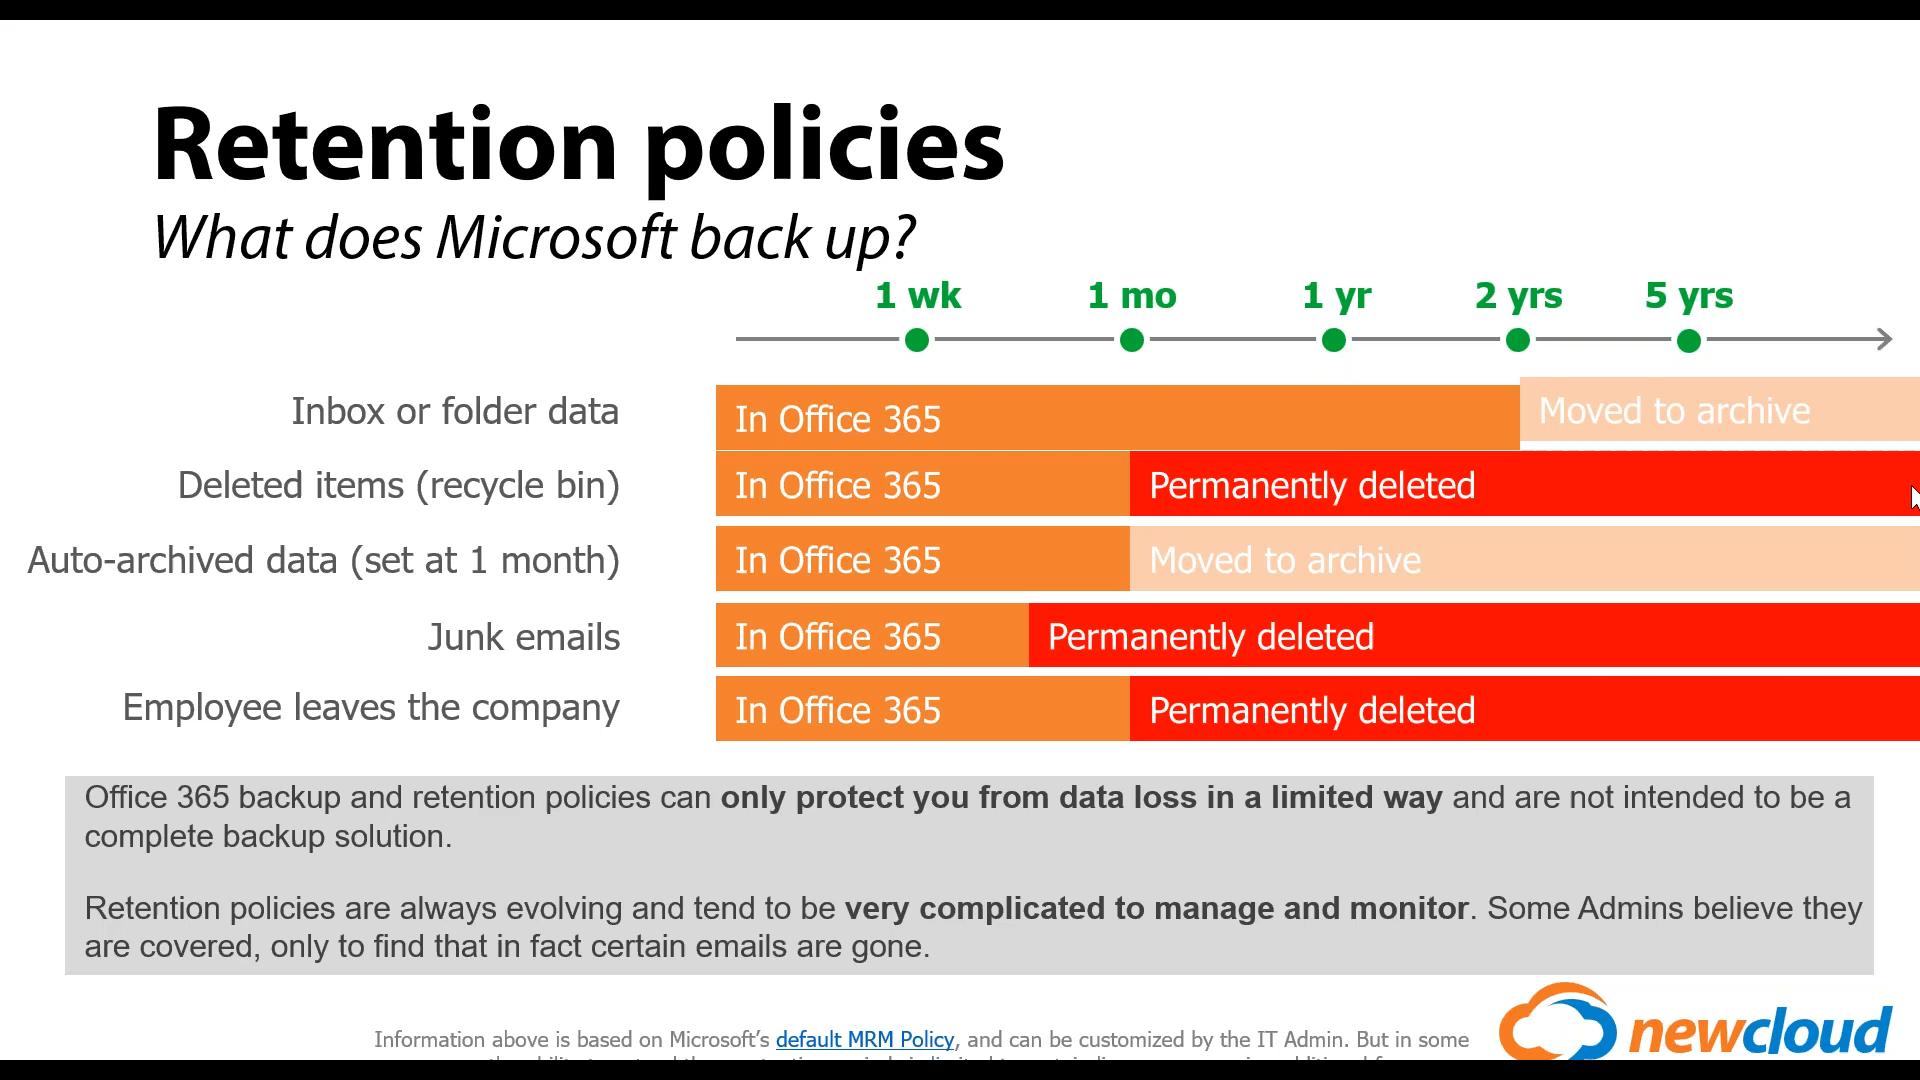 Retention policies
What does Microsoft back up?
1 wk 1 mo 1 yr 2 yrs 5 yrs
Inbox or folder data In Office 365 Moved to archive
Deleted items (recycle bin) In Office 365 Permanently deleted
Auto-archived data (set at 1 month) In Office 365 Moved to archive
Junk emails In Office 365 Permanently deleted
Employee leaves the company In Office 365 Permanently deleted
Office 365 backup and retention policies can only protect you from data loss in a limited way and are not intended to be a
complete backup solution.
Retention policies are always evolving and tend to be very complicated to manage and monitor. Some Admins believe they
are covered, only to find that in fact certain emails are gone.
Information above is based on Microsoft’s default MRM Policy, and can be customized by the IT Admin. But in some
newcloud